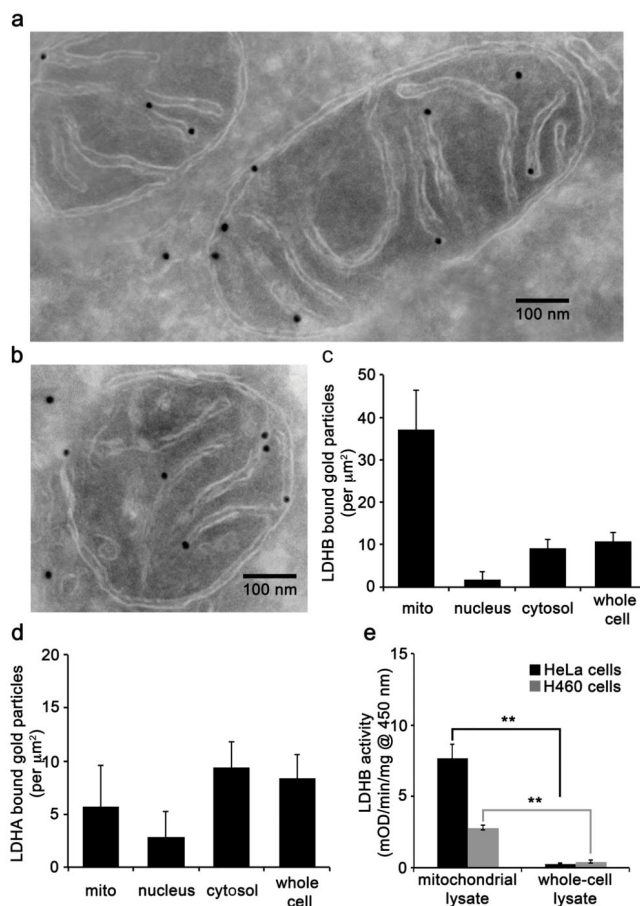 a
100 nm
b
100 nm
c
LDHB bound gold particles
(per μm²)
50
40
30
20
10
0
mito
nucleus
cytosol
whole
cell
d
LDHA bound gold particles
(per μm²)
20
15
10
5
0
mito
nucleus
cytosol
whole
cell
e
LDHB activity
(mOD/min/mg @ 450 nm)
15
10
5
0
HeLa cells
H460 cells
**
**
mitochondrial
lysate
whole-cell
lysate